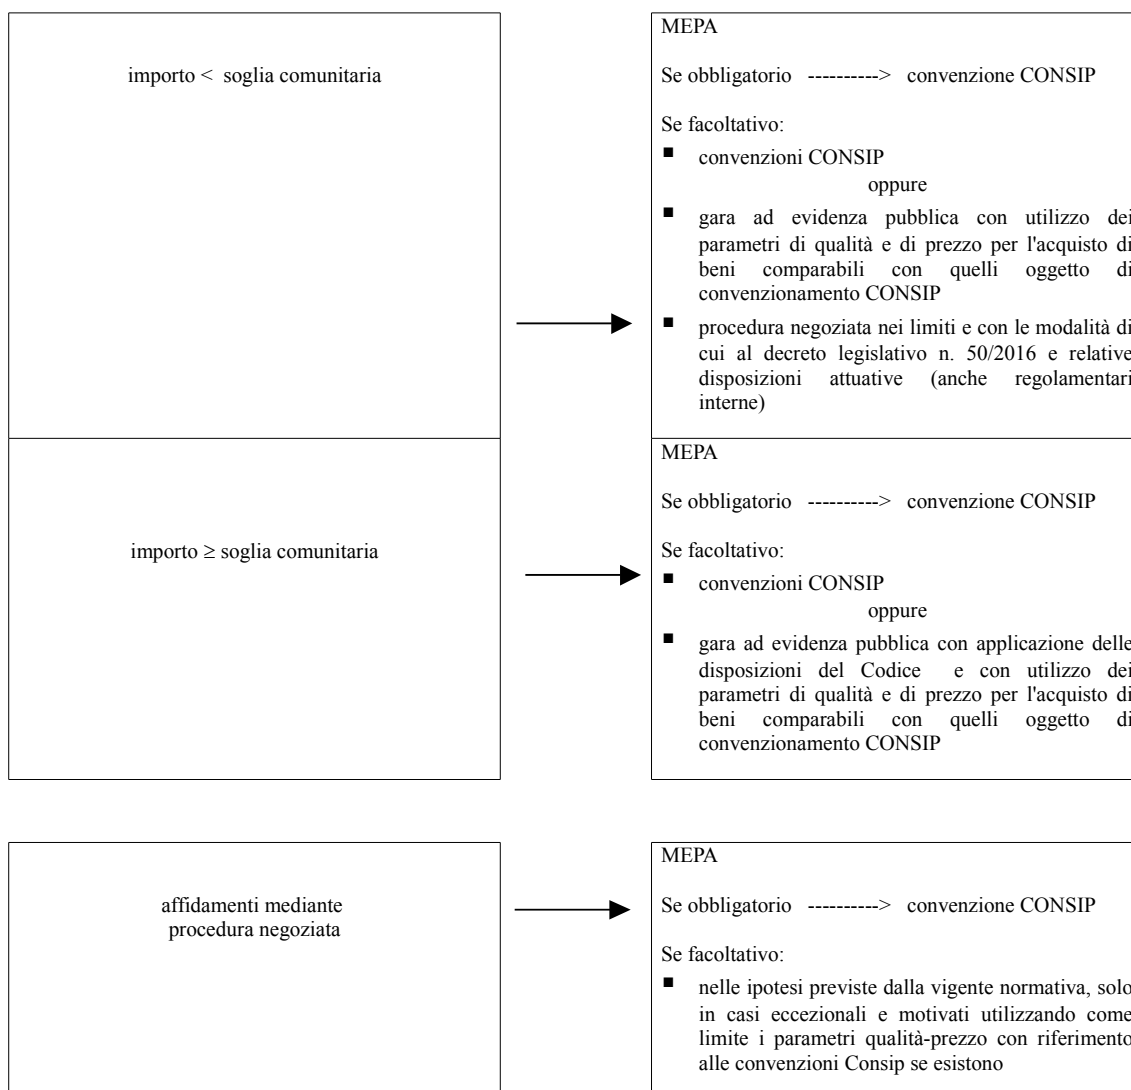 importo < soglia comunitaria
MEPA
Se obbligatorio ----------> convenzione CONSIP
Se facoltativo:
▪ convenzioni CONSIP
oppure
▪ gara ad evidenza pubblica con utilizzo dei
parametri di qualità e di prezzo per l'acquisto di
beni comparabili con quelli oggetto di
convenzionamento CONSIP
▪ procedura negoziata nei limiti e con le modalità di
cui al decreto legislativo n. 50/2016 e relative
disposizioni attuative (anche regolamentari
interne)
importo ≥ soglia comunitaria
MEPA
Se obbligatorio ----------> convenzione CONSIP
Se facoltativo:
▪ convenzioni CONSIP
oppure
▪ gara ad evidenza pubblica con applicazione delle
disposizioni del Codice e con utilizzo dei
parametri di qualità e di prezzo per l'acquisto di
beni comparabili con quelli oggetto di
convenzionamento CONSIP
affidamenti mediante
procedura negoziata
MEPA
Se obbligatorio ----------> convenzione CONSIP
Se facoltativo:
▪ nelle ipotesi previste dalla vigente normativa, solo
in casi eccezionali e motivati utilizzando come
limite i parametri qualità-prezzo con riferimento
alle convenzioni Consip se esistono